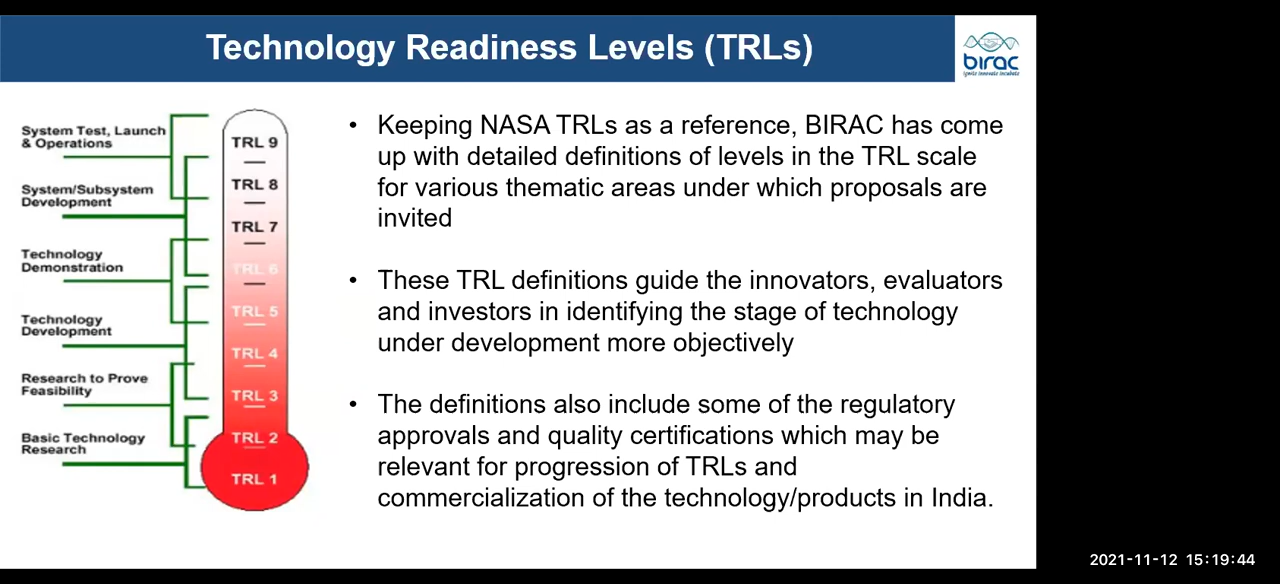 Technology Readiness Levels (TRLs)
birac
ignite innovate incubate
System Test, Launch
& Operations
System/Subsystem
Development
Technology
Demonstration
Technology
Development
Research to Prove
Feasibility
Basic Technology
Research
TRL 9
TRL 8
TRL 7
TRL 6
TRL 5
TRL 4
TRL 3
TRL 2
TRL 1
• Keeping NASA TRLs as a reference, BIRAC has come
up with detailed definitions of levels in the TRL scale
for various thematic areas under which proposals are
invited
• These TRL definitions guide the innovators, evaluators
and investors in identifying the stage of technology
under development more objectively
• The definitions also include some of the regulatory
approvals and quality certifications which may be
relevant for progression of TRLs and
commercialization of the technology/products in India.
2021-11-12 15:19:44